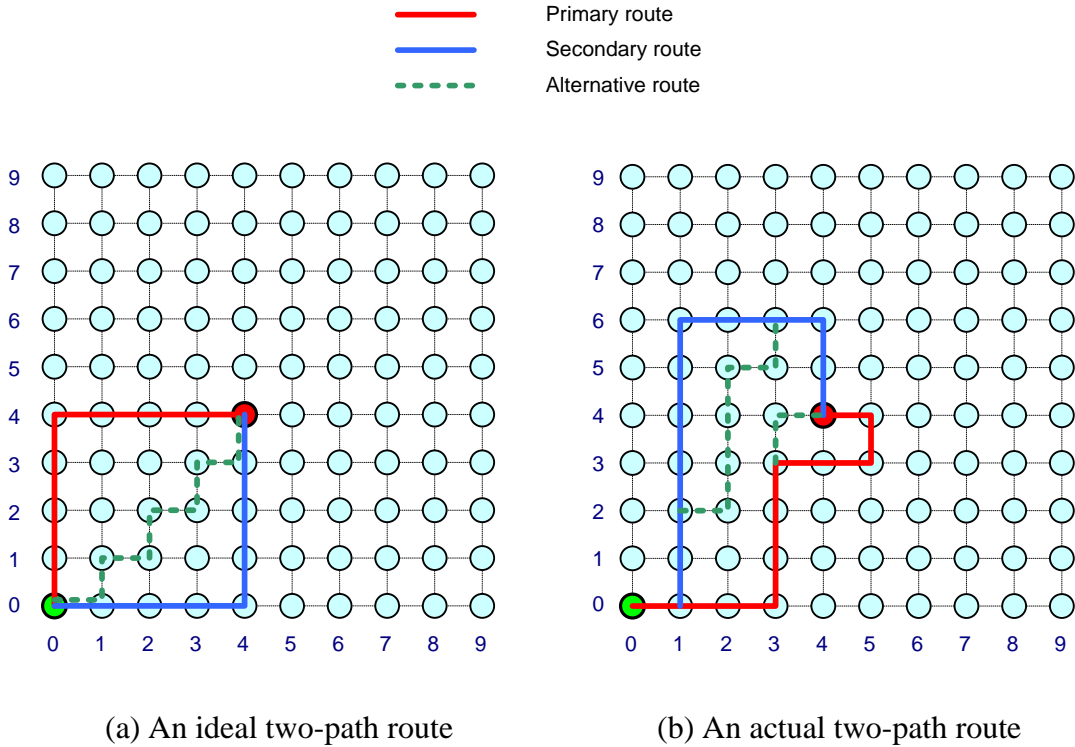 Primary route
Secondary route
Alternative route
9
8
7
6
5
4
3
2
1
0
0 1 2 3 4 5 6 7 8 9
9
8
7
6
5
4
3
2
1
0
0 1 2 3 4 5 6 7 8 9
(a) An ideal two-path route
(b) An actual two-path route